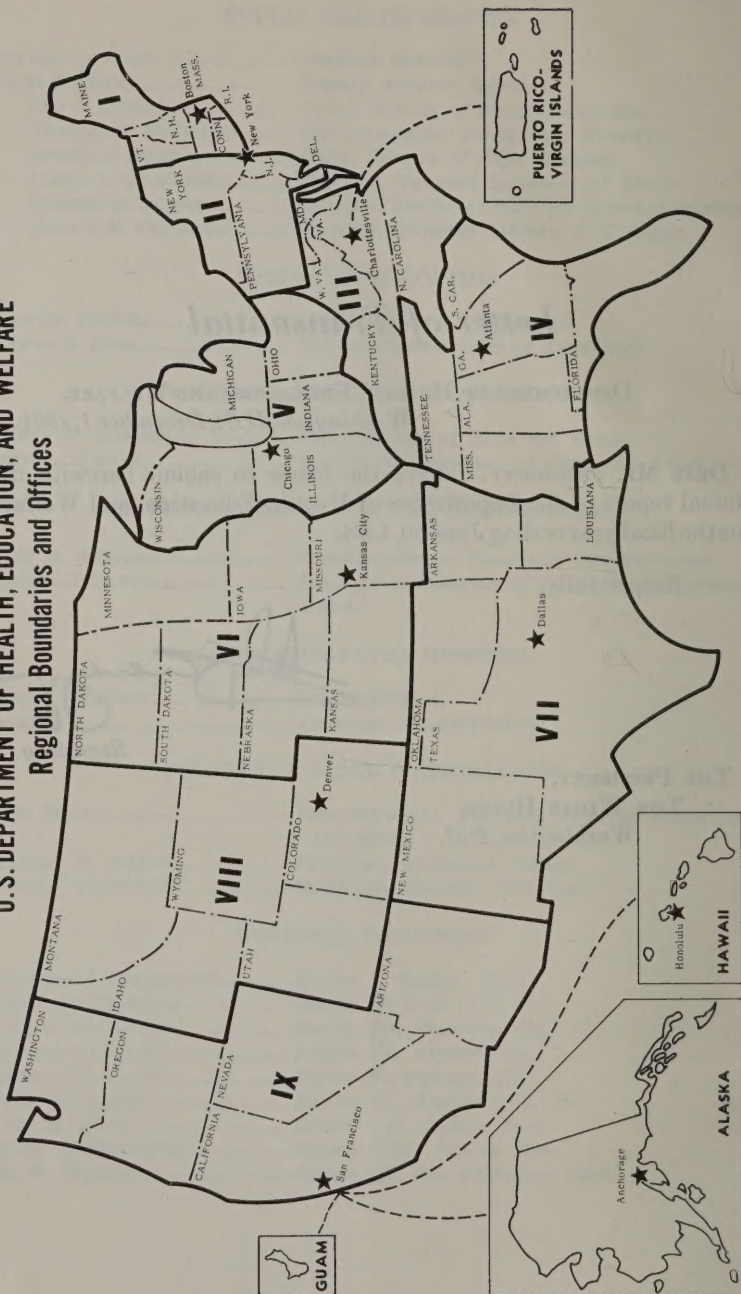 U.S. DEPARTMENT OF HEALTH, EDUCATION, AND WELFARE
Regional Boundaries and Offices
WASHINGTON
OREGON
CALIFORNIA
NEVADA
IX
San Francisco
IDAHO
MONTANA
WYOMING
VIII
UTAH
COLORADO
Denver
ARIZONA
NEW MEXICO
NORTH DAKOTA
SOUTH DAKOTA
NEBRASKA
KANSAS
VI
MINNESOTA
IOWA
MISSOURI
Kansas City
OKLAHOMA
TEXAS
VII
Dallas
ARKANSAS
LOUISIANA
WISCONSIN
MICHIGAN
Chicago
ILLINOIS
INDIANA
OHIO
V
KENTUCKY
TENNESSEE
MISS.
ALA.
GA.
Atlanta
S. CAR.
IV
FLORIDA
N. CAROLINA
W. VA.
VA.
MD.
DEL.
III
Charlottesville
PENNSYLVANIA
NEW YORK
II
N.J.
New York
VT.
N.H.
MAINE
I
Boston
MASS.
CONN.
R.I.
PUERTO RICO-
VIRGIN ISLANDS
GUAM
Anchorage
ALASKA
Honolulu
HAWAII